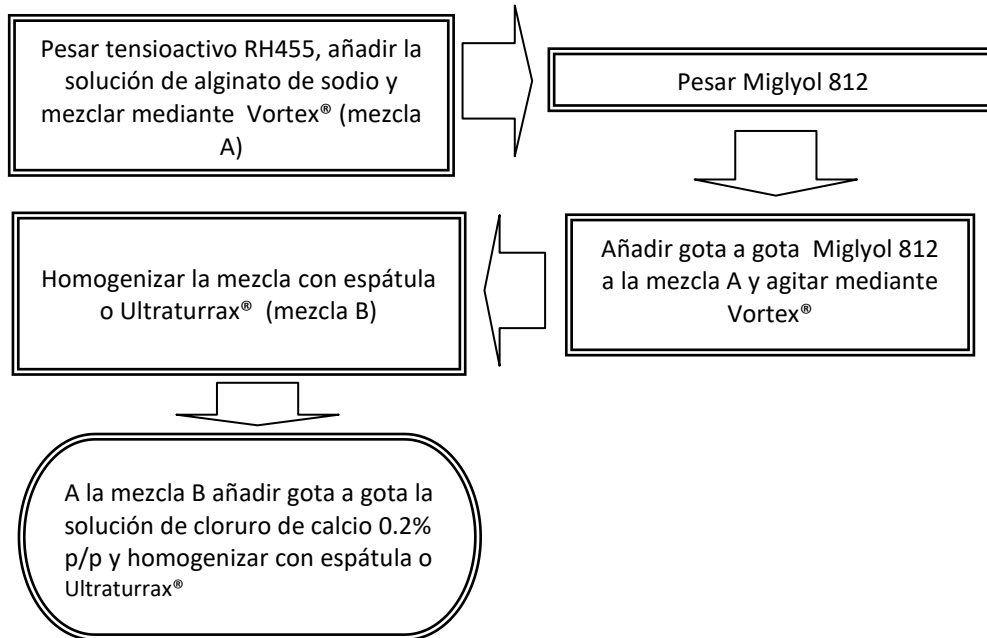 Pesar tensioactivo RH455, añadir la
solución de alginato de sodio y
mezclar mediante Vortex® (mezcla
A)
Pesar Miglyol 812
Añadir gota a gota Miglyol 812
a la mezcla A y agitar mediante
Vortex®
Homogenizar la mezcla con espátula
o Ultraturrax® (mezcla B)
A la mezcla B añadir gota a gota la
solución de cloruro de calcio 0.2%
p/p y homogenizar con espátula o
Ultraturrax®